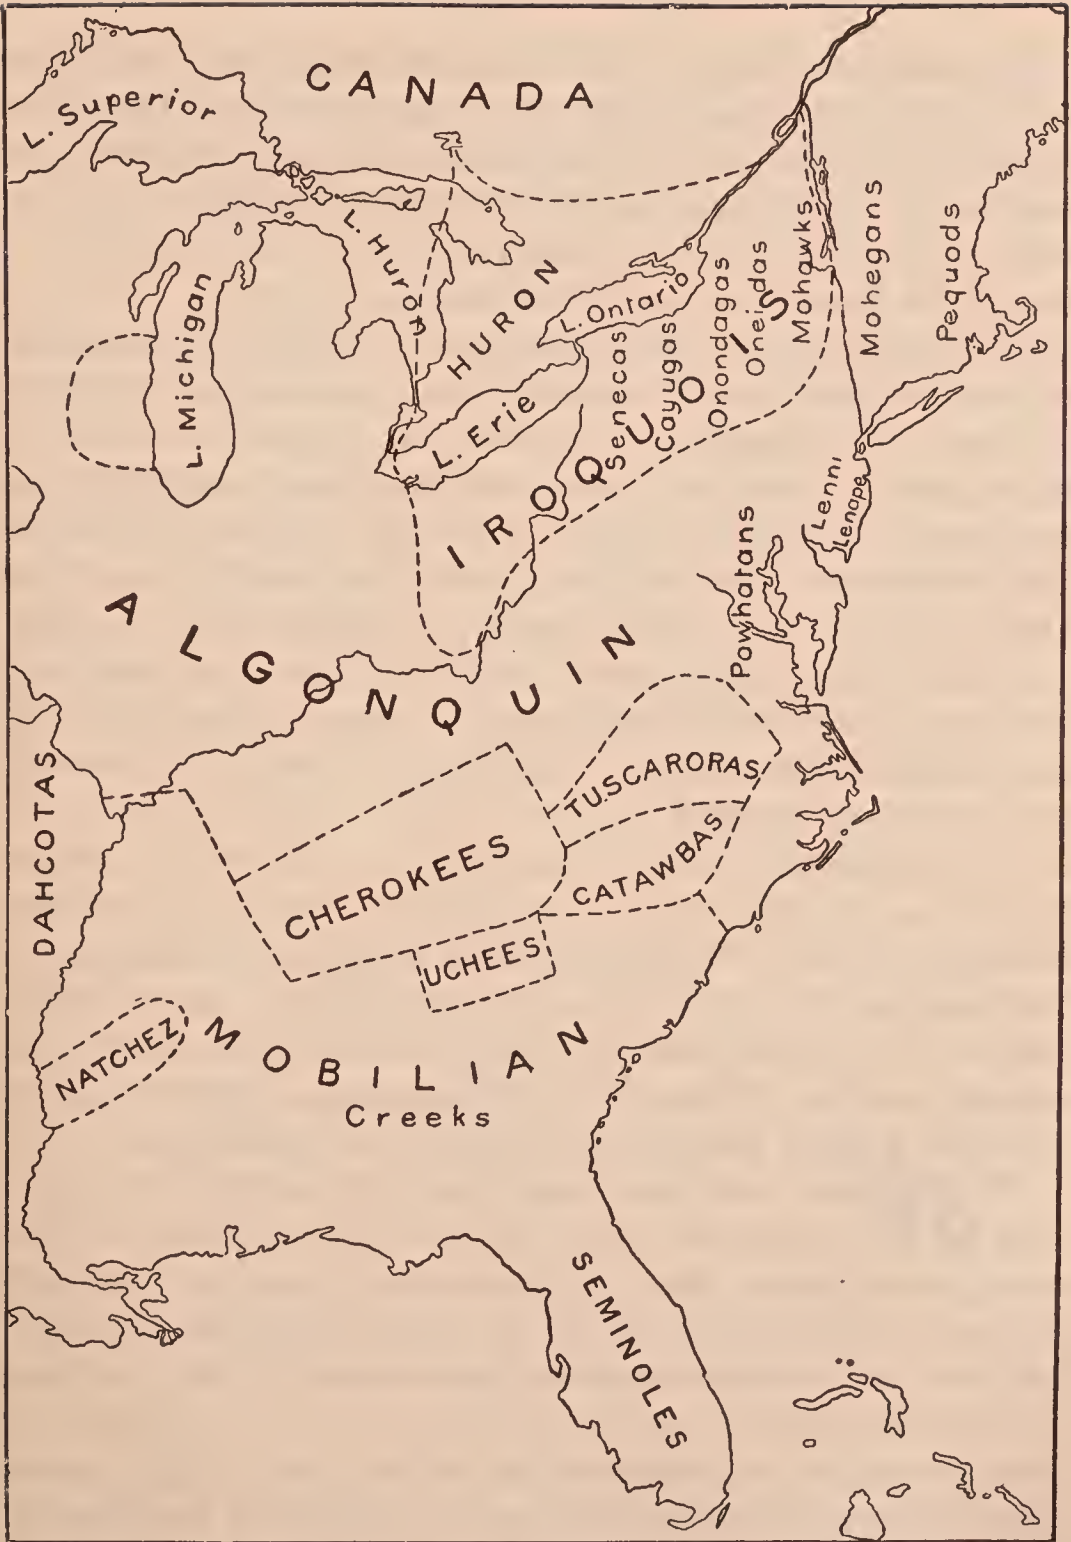 CANADA
L. Superior
L. Huron
L. Michigan
HURON
L. Ontario
L. Erie
IROQUOIS
Senecas
Cayugas
Onondagas
Oneidas
Mohawks
Mohegans
Pequods
Lenni
Lenape
Powhatans
ALGONQUIN
DAHCOTAS
TUSCARORAS
CHEROKEES
CATAWBAS
UCHEES
NATCHEZ
MOBILIAN
Creeks
SEMINOLES